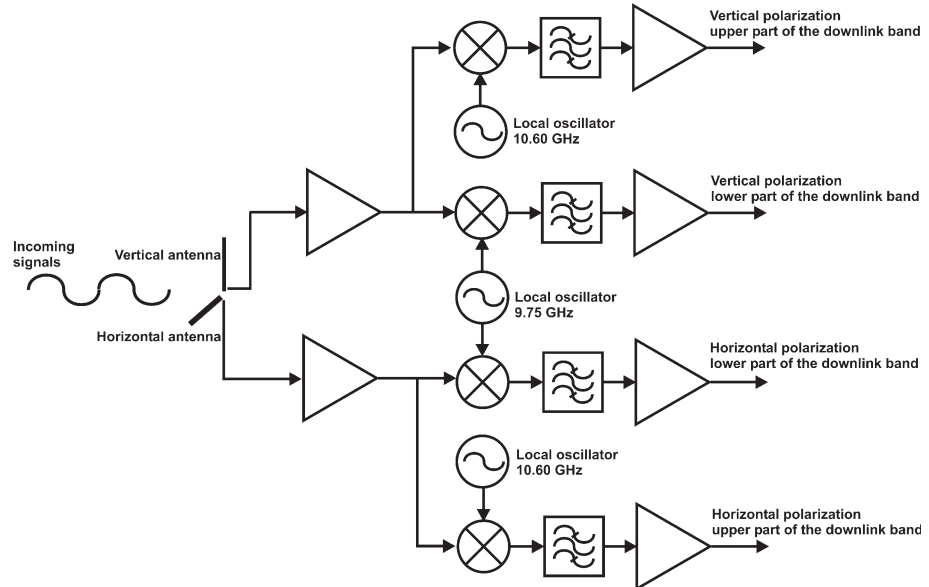 Vertical polarization
upper part of the downlink band
Local oscillator
10.60 GHz
Vertical polarization
lower part of the downlink band
Incoming
signals
Vertical antenna
Local oscillator
9.75 GHz
Horizontal antenna
Horizontal polarization
lower part of the downlink band
Local oscillator
10.60 GHz
Horizontal polarization
upper part of the downlink band